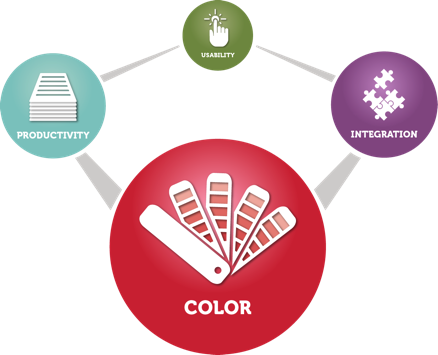 USABILITY
PRODUCTIVITY
INTEGRATION
COLOR